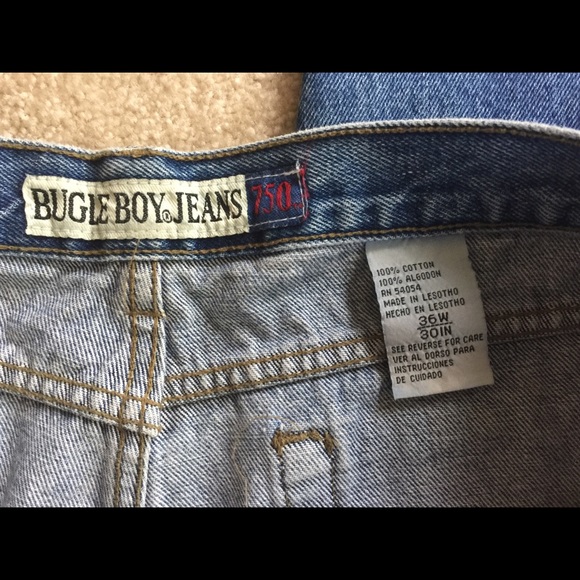 BUGLE BOY® JEANS 750.
100% COTTON
100% ALGODON
RN 54054
MADE IN LESOTHO
HECHO EN LESOTHO
36W
30IN
SEE REVERSE FOR CARE
VER AL DORSO PARA
INSTRUCCIONES
DE CUIDADO